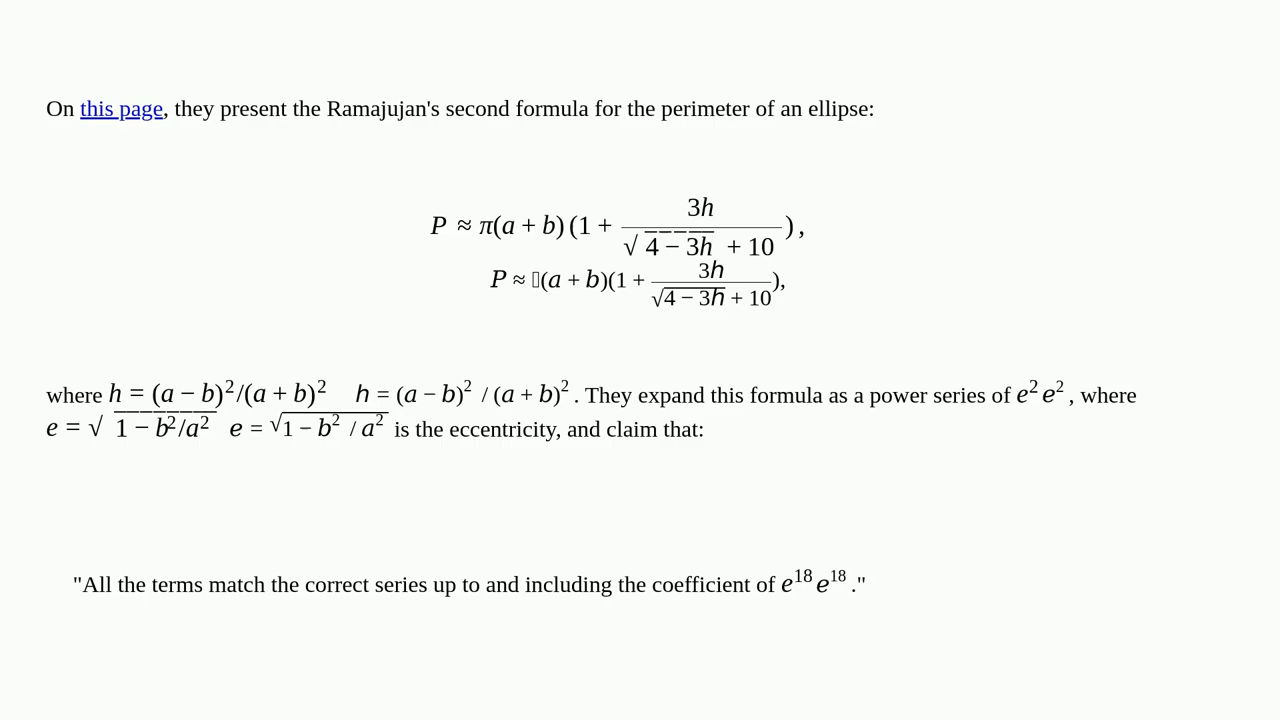 On this page, they present the Ramajujan's second formula for the perimeter of an ellipse:
P ≈ π(a + b)(1 + 3h / (√4 − 3h + 10)),
P ≈ ▯(a + b)(1 + 3h / (√4 − 3h + 10)),
where h = (a − b)²/(a + b)² h = (a − b)² / (a + b)² . They expand this formula as a power series of e² e² , where
e = √1 − b²/a² e = √1 − b² / a² is the eccentricity, and claim that:
"All the terms match the correct series up to and including the coefficient of e¹⁸ e¹⁸ ."